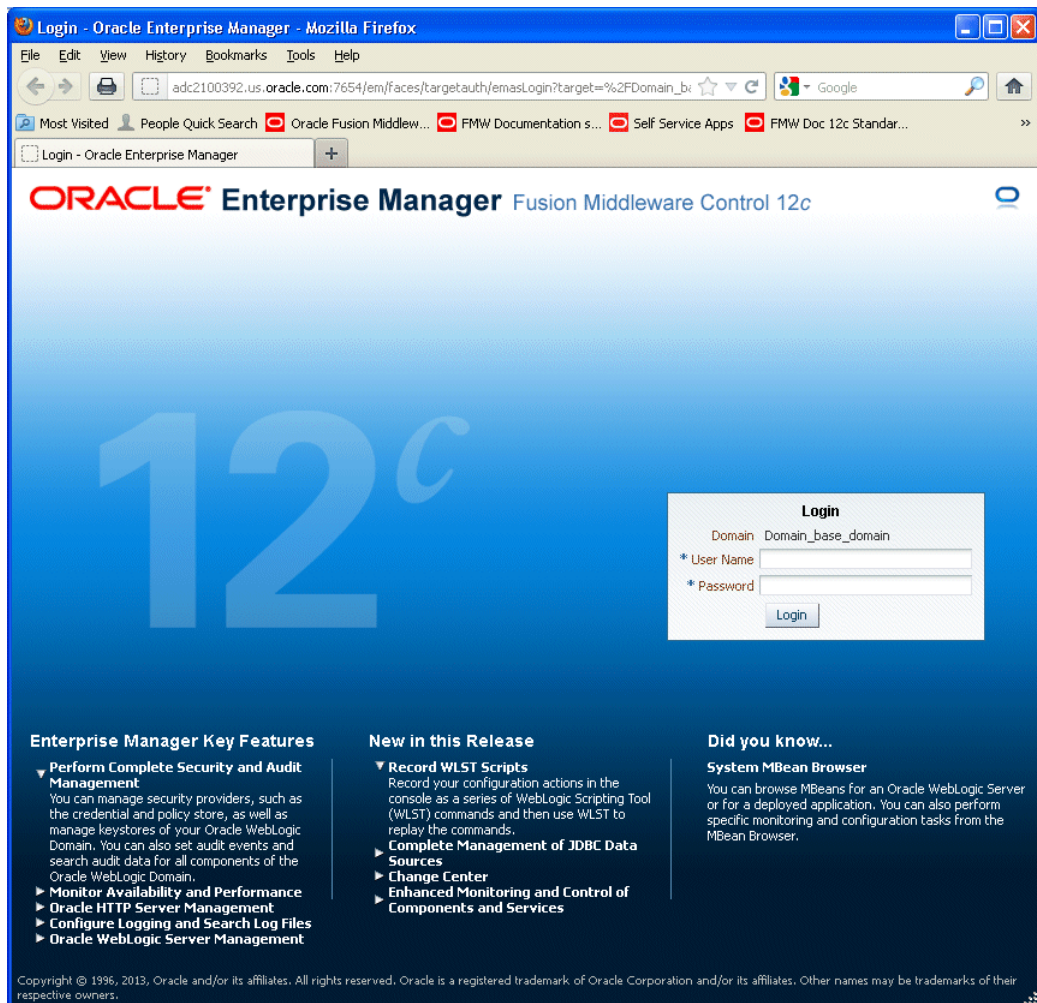 Login - Oracle Enterprise Manager - Mozilla Firefox
File Edit View History Bookmarks Tools Help
adc2100392.us.oracle.com:7654/em/faces/targetauth/emasLogin?target=%2FDomain_ba Google
Most Visited People Quick Search Oracle Fusion Middlew... FMW Documentation s... Self Service Apps FMW Doc 12c Standar... »
Login - Oracle Enterprise Manager +
ORACLE Enterprise Manager Fusion Middleware Control 12c
12c
Login
Domain Domain_base_domain
* User Name
* Password
Login
Enterprise Manager Key Features
Perform Complete Security and Audit
Management
You can manage security providers, such as
the credential and policy store, as well as
manage keystores of your Oracle WebLogic
Domain. You can also set audit events and
search audit data for all components of the
Oracle WebLogic Domain.
Monitor Availability and Performance
Oracle HTTP Server Management
Configure Logging and Search Log Files
Oracle WebLogic Server Management
New in this Release
Record WLST Scripts
Record your configuration actions in the
console as a series of WebLogic Scripting Tool
(WLST) commands and then use WLST to
replay the commands.
Complete Management of JDBC Data
Sources
Change Center
Enhanced Monitoring and Control of
Components and Services
Did you know...
System MBean Browser
You can browse MBeans for an Oracle WebLogic Server
or for a deployed application. You can also perform
specific monitoring and configuration tasks from the
MBean Browser.
Copyright © 1996, 2013, Oracle and/or its affiliates. All rights reserved. Oracle is a registered trademark of Oracle Corporation and/or its affiliates. Other names may be trademarks of their
respective owners.